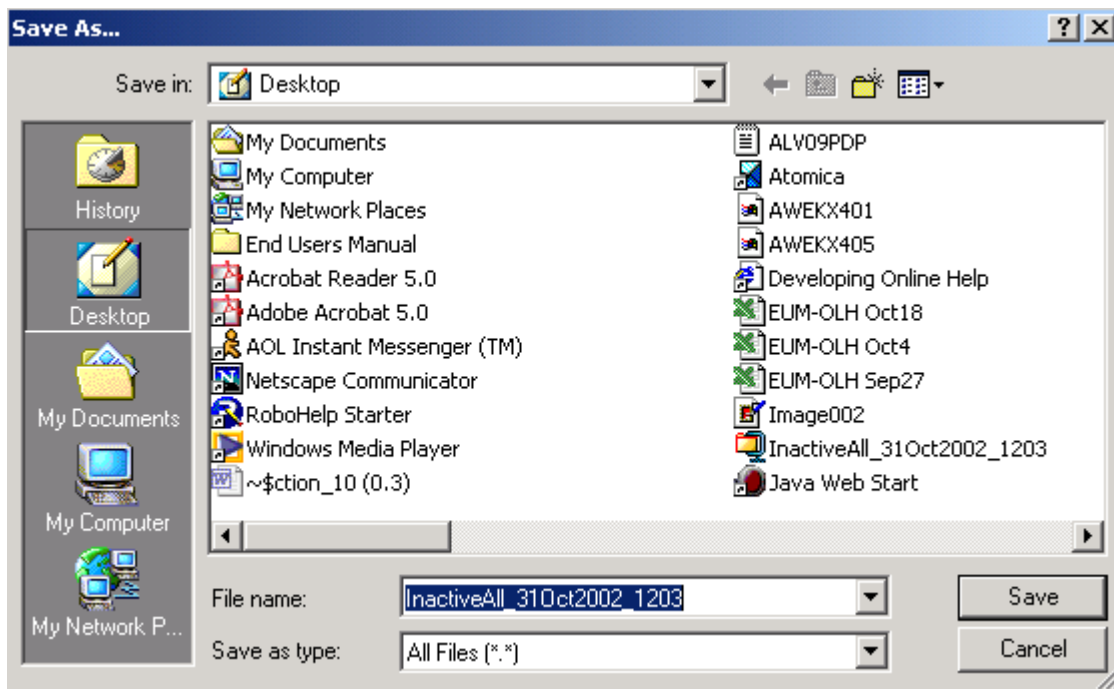 Save As...
Save in: Desktop
History
Desktop
My Documents
My Computer
My Network P...
My Documents
My Computer
My Network Places
End Users Manual
Acrobat Reader 5.0
Adobe Acrobat 5.0
AOL Instant Messenger (TM)
Netscape Communicator
RoboHelp Starter
Windows Media Player
~$ction_10 (0.3)
ALV09PDP
Atomica
AWEKX401
AWEKX405
Developing Online Help
EUM-OLH Oct18
EUM-OLH Oct4
EUM-OLH Sep27
Image002
InactiveAll_31Oct2002_1203
Java Web Start
File name: InactiveAll_31Oct2002_1203 Save
Save as type: All Files (*.*) Cancel